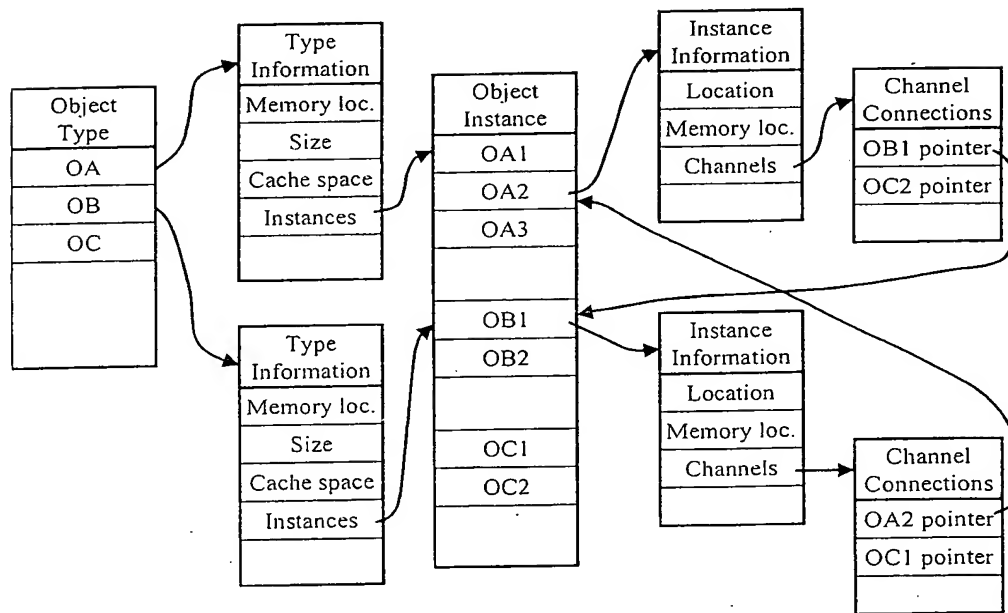 Object
Type
OA
OB
OC
Type
Information
Memory loc.
Size
Cache space
Instances
Type
Information
Memory loc.
Size
Cache space
Instances
Object
Instance
OA1
OA2
OA3
OB1
OB2
OC1
OC2
Instance
Information
Location
Memory loc.
Channels
Instance
Information
Location
Memory loc.
Channels
Channel
Connections
OB1 pointer
OC2 pointer
Channel
Connections
OA2 pointer
OC1 pointer